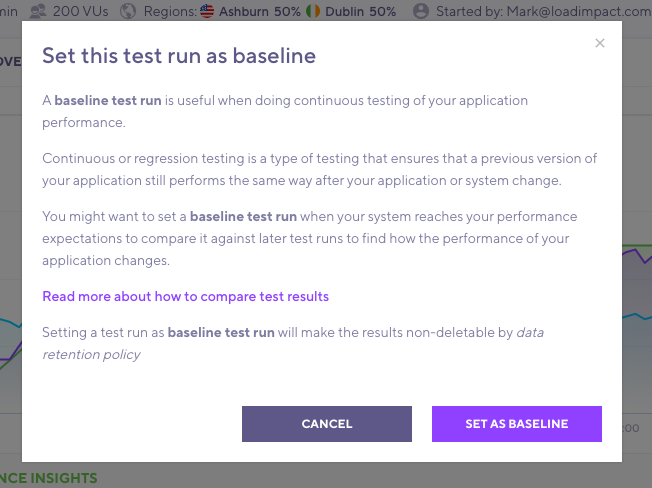 min 200 VUs Regions: Ashburn 50% Dublin 50% Started by: Mark@loadimpact.com
OVE
Set this test run as baseline
×
A baseline test run is useful when doing continuous testing of your application
performance.
Continuous or regression testing is a type of testing that ensures that a previous version of
your application still performs the same way after your application or system change.
You might want to set a baseline test run when your system reaches your performance
expectations to compare it against later test runs to find how the performance of your
application changes.
Read more about how to compare test results
Setting a test run as baseline test run will make the results non-deletable by data
retention policy
CANCEL
SET AS BASELINE
:00
NCE INSIGHTS